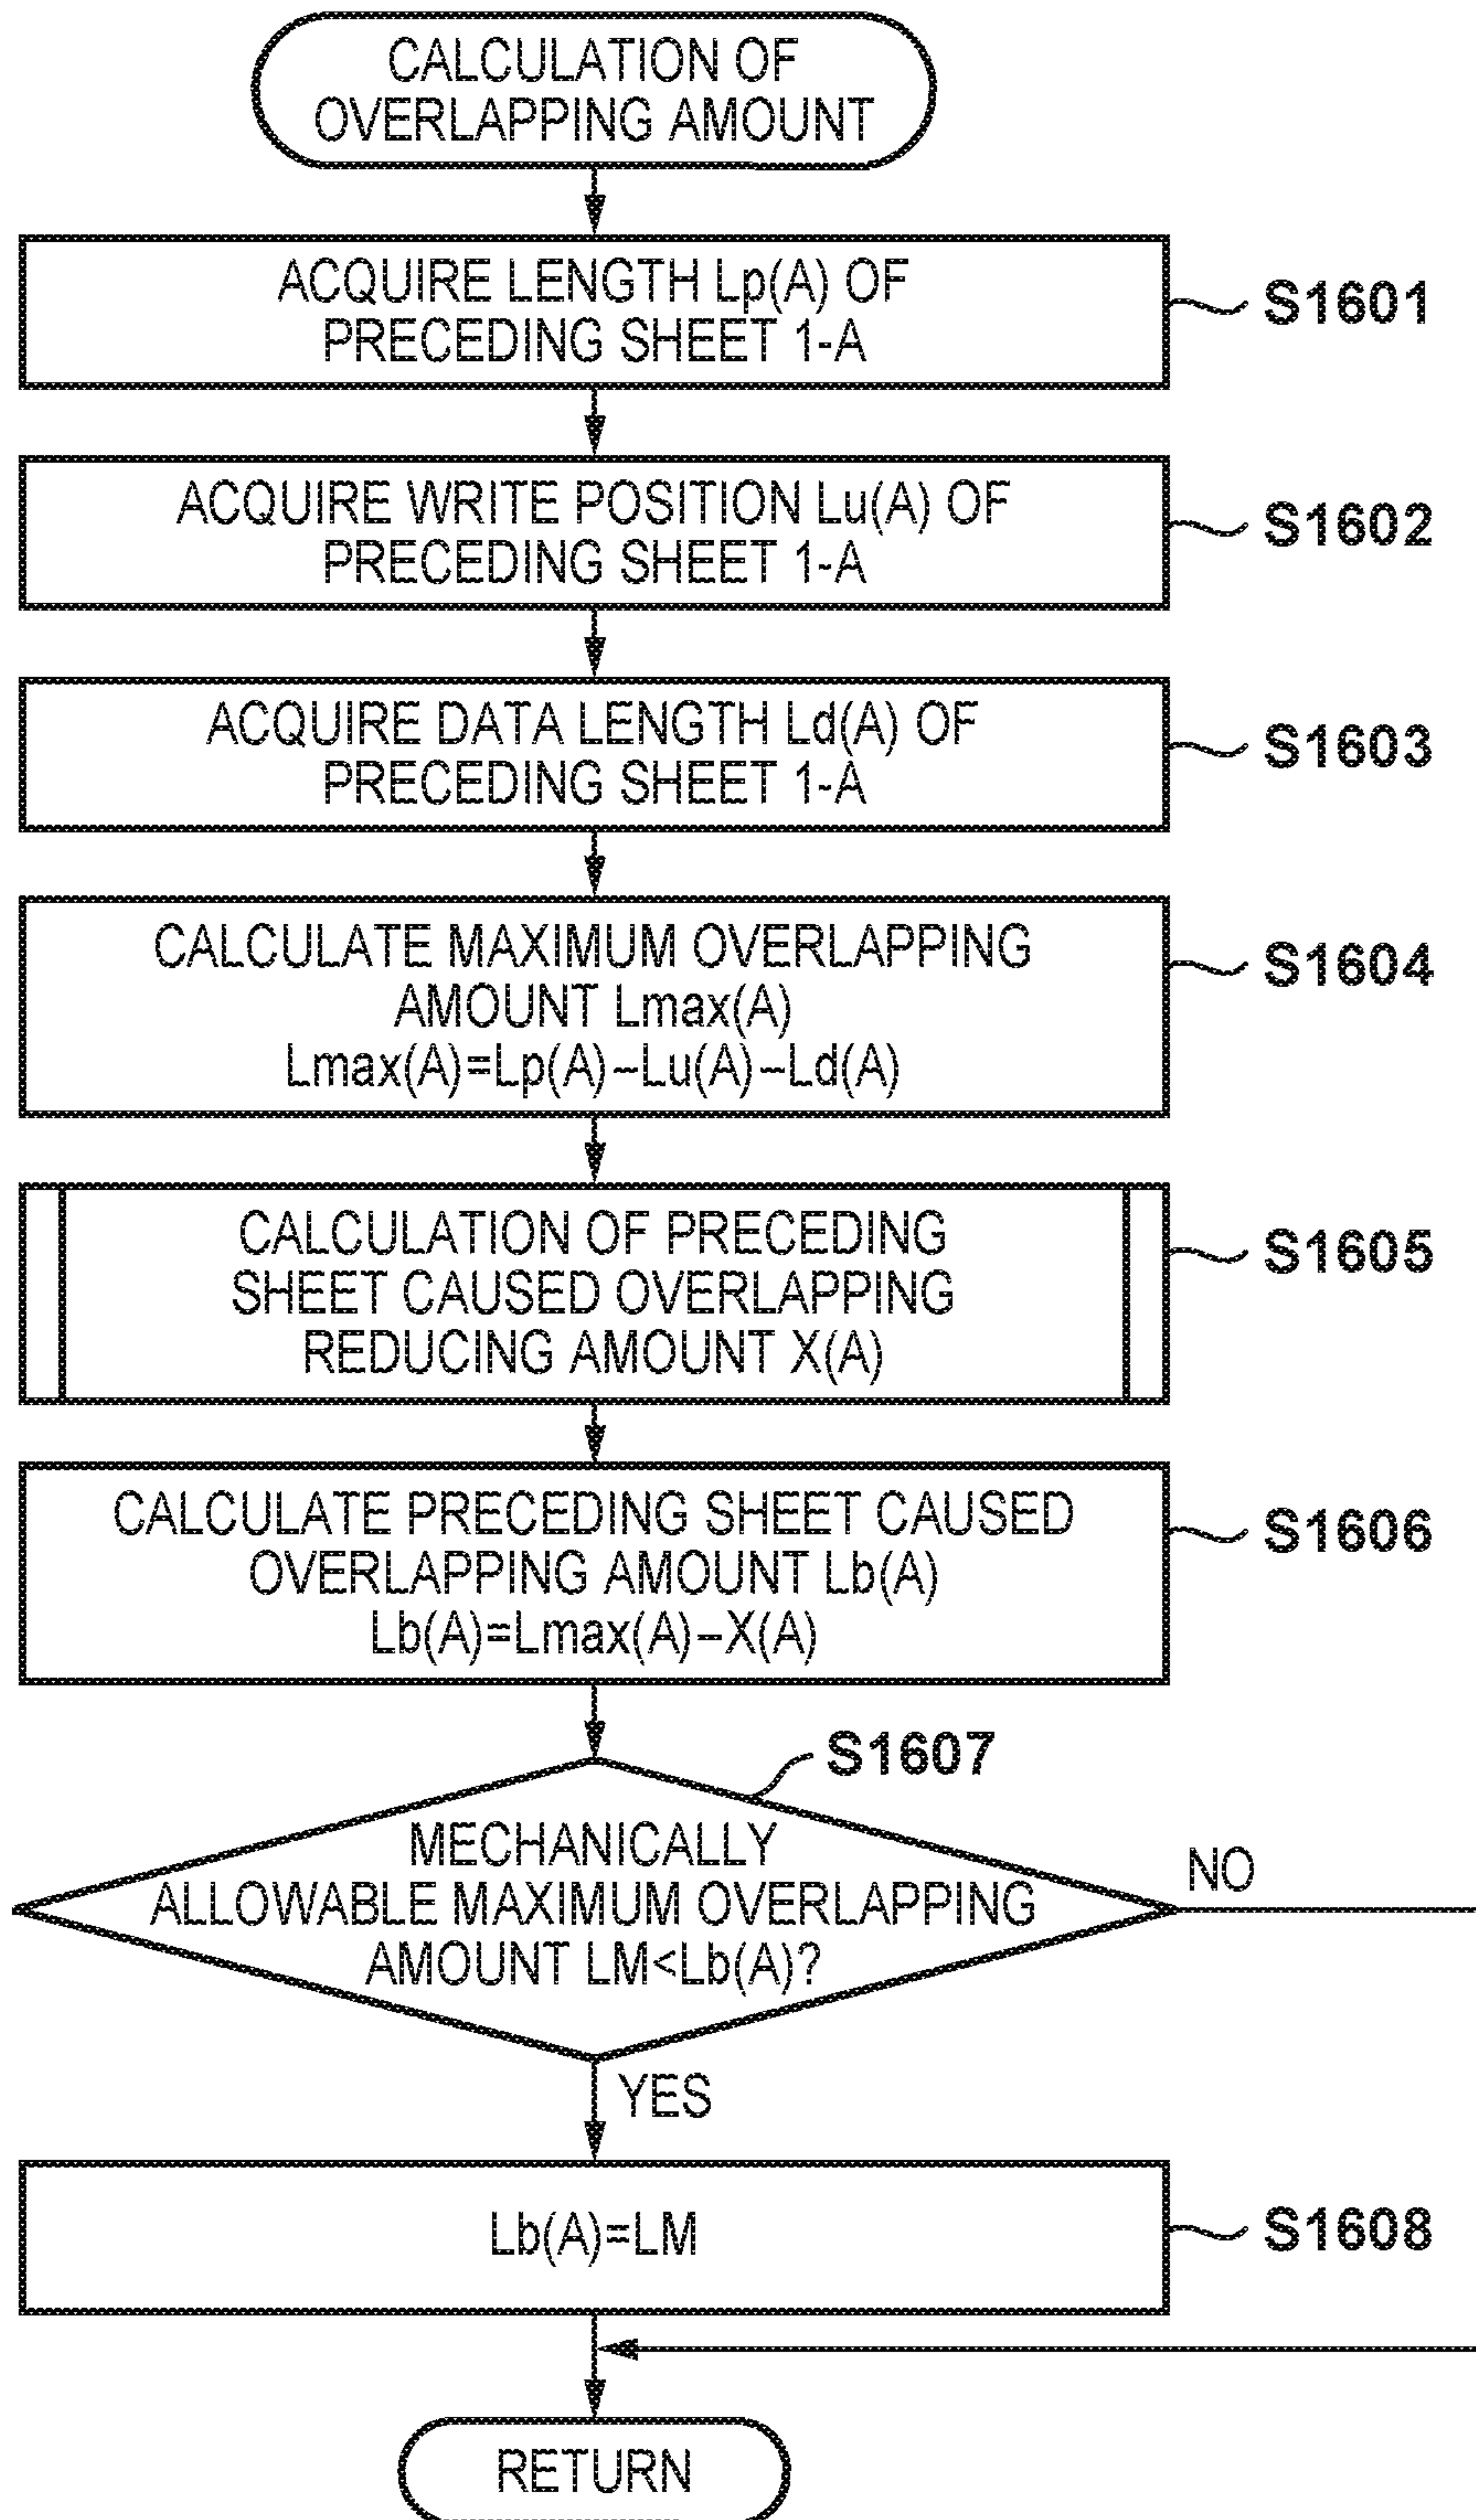 CALCULATION OF
OVERLAPPING AMOUNT
ACQUIRE LENGTH Lp(A) OF
PRECEDING SHEET 1-A
S1601
ACQUIRE WRITE POSITION Lu(A) OF
PRECEDING SHEET 1-A
S1602
ACQUIRE DATA LENGTH Ld(A) OF
PRECEDING SHEET 1-A
S1603
CALCULATE MAXIMUM OVERLAPPING
AMOUNT Lmax(A)
Lmax(A)=Lp(A)–Lu(A)–Ld(A)
S1604
CALCULATION OF PRECEDING
SHEET CAUSED OVERLAPPING
REDUCING AMOUNT X(A)
S1605
CALCULATE PRECEDING SHEET CAUSED
OVERLAPPING AMOUNT Lb(A)
Lb(A)=Lmax(A)–X(A)
S1606
S1607
MECHANICALLY
ALLOWABLE MAXIMUM OVERLAPPING
AMOUNT LM<Lb(A)?
NO
YES
Lb(A)=LM
S1608
RETURN